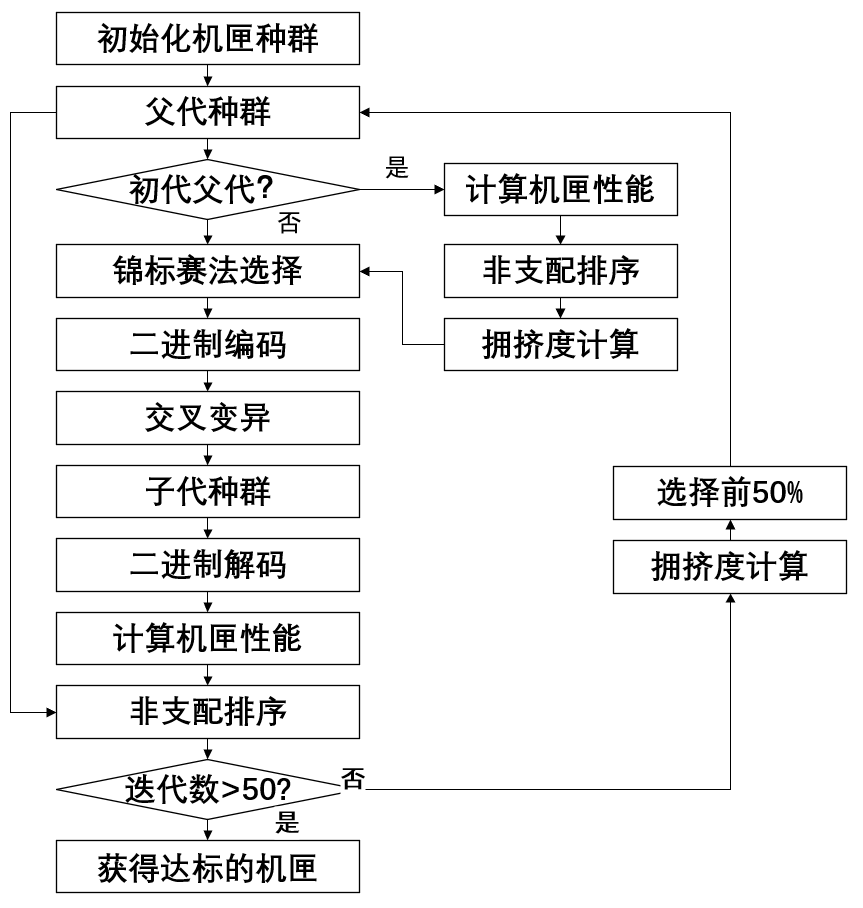 初始化机匣种群
父代种群
初代父代?
是
否
计算机匣性能
非支配排序
拥挤度计算
锦标赛法选择
二进制编码
交叉变异
子代种群
二进制解码
计算机匣性能
非支配排序
迭代数>50?
否
是
获得达标的机匣
拥挤度计算
选择前50%